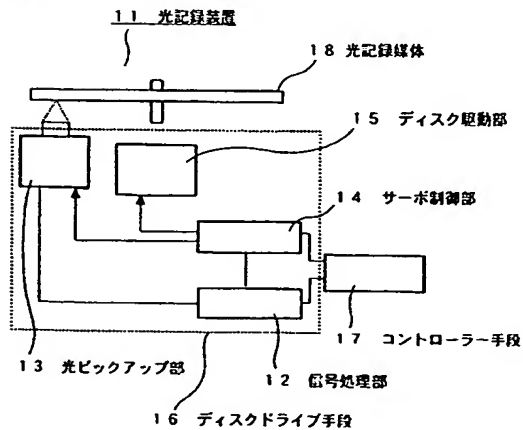 11 光記録装置
18 光記録媒体
15 ディスク駆動部
14 サーボ制御部
17 コントローラー手段
13 光ピックアップ部
12 信号処理部
16 ディスクドライブ手段